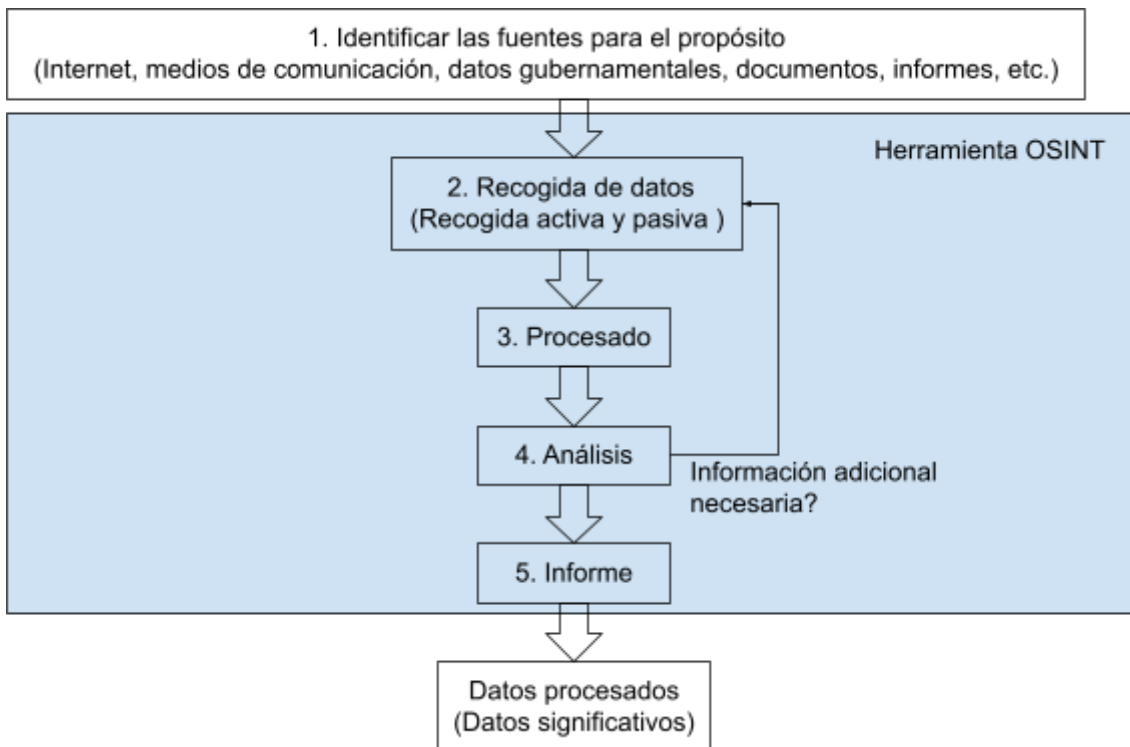 1. Identificar las fuentes para el propósito
(Internet, medios de comunicación, datos gubernamentales, documentos, informes, etc.)
Herramienta OSINT
2. Recogida de datos
(Recogida activa y pasiva )
3. Procesado
4. Análisis
Información adicional
necesaria?
5. Informe
Datos procesados
(Datos significativos)